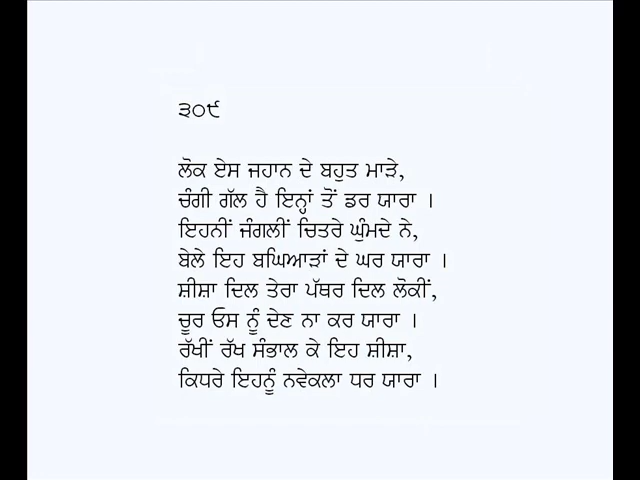 ੩੦੯
ਲੋਕ ਏਸ ਜਹਾਨ ਦੇ ਬਹੁਤ ਮਾੜੇ,
ਚੰਗੀ ਗੱਲ ਹੈ ਇਨ੍ਹਾਂ ਤੋਂ ਡਰ ਯਾਰਾ ।
ਇਹਨੀਂ ਜੰਗਲੀਂ ਚਿਤਰੇ ਘੁੰਮਦੇ ਨੇ,
ਬੇਲੇ ਇਹ ਬਘਿਆੜਾਂ ਦੇ ਘਰ ਯਾਰਾ ।
ਸ਼ੀਸ਼ਾ ਦਿਲ ਤੇਰਾ ਪੱਥਰ ਦਿਲ ਲੋਕੀਂ,
ਚੂਰ ਓਸ ਨੂੰ ਦੇਣ ਨਾ ਕਰ ਯਾਰਾ ।
ਰੱਖੀਂ ਰੱਖ ਸੰਭਾਲ ਕੇ ਇਹ ਸ਼ੀਸ਼ਾ,
ਕਿਧਰੇ ਇਹਨੂੰ ਨਵੇਕਲਾ ਧਰ ਯਾਰਾ ।